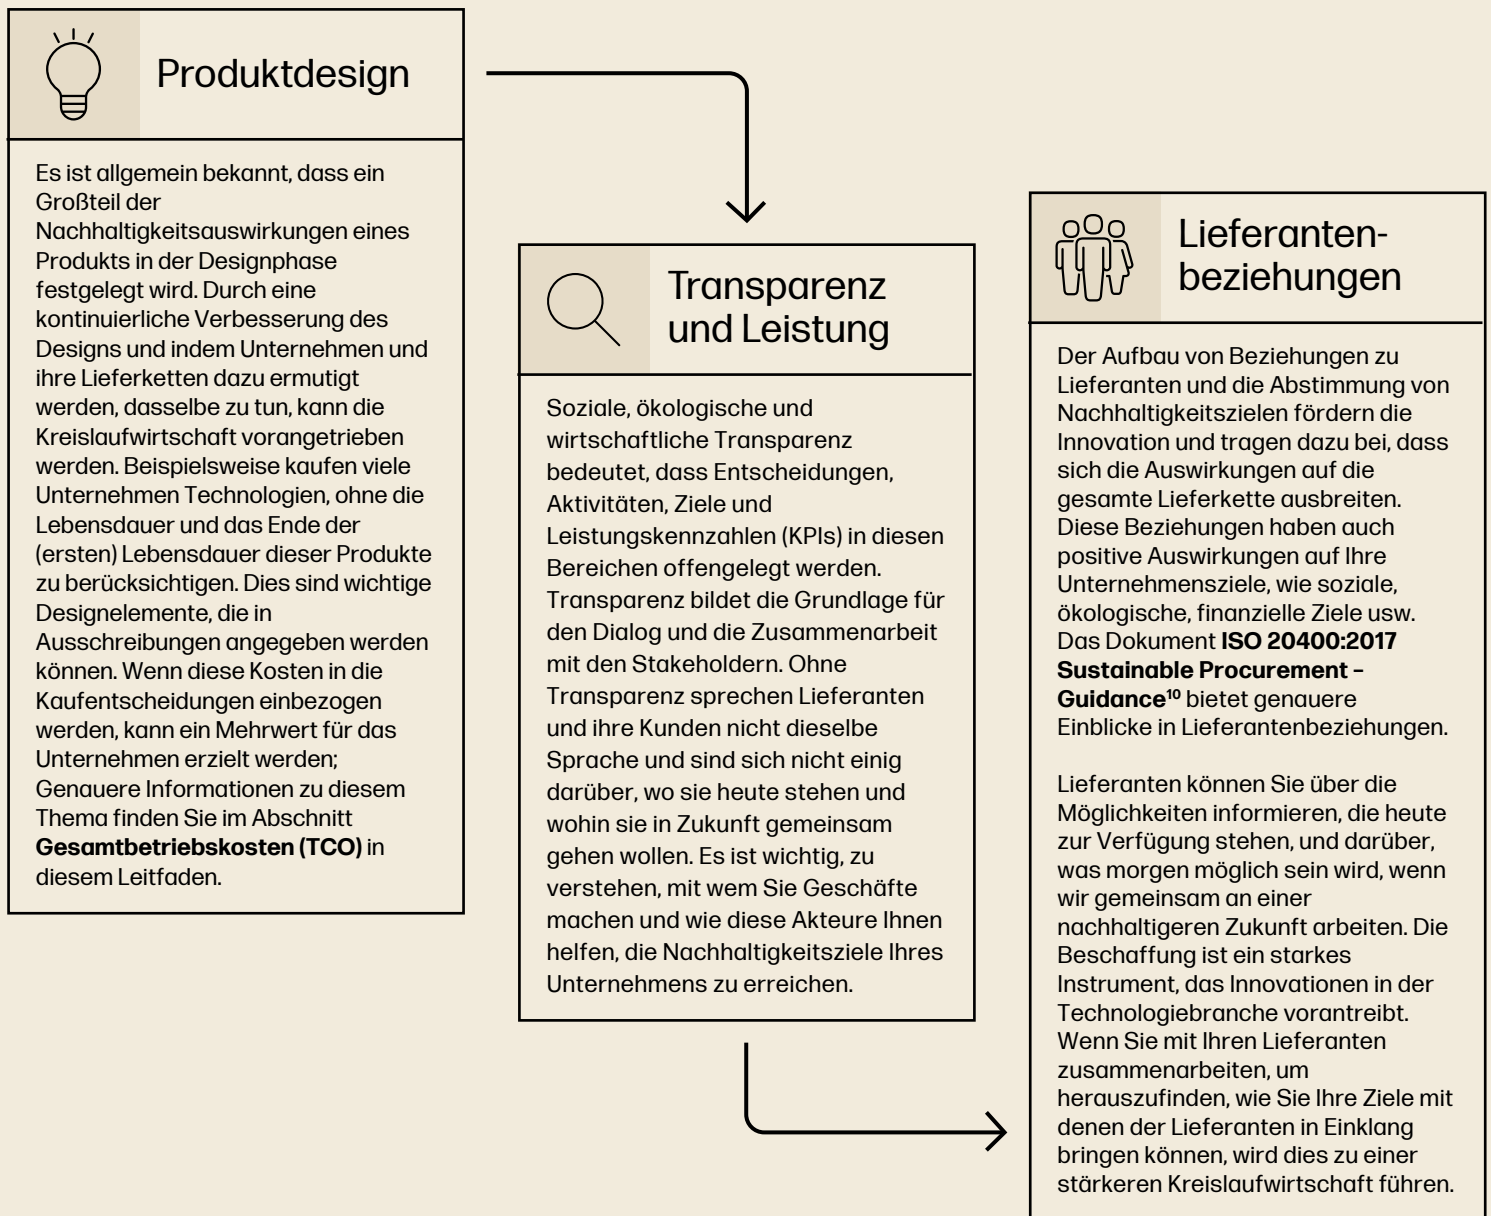 Produktdesign
Es ist allgemein bekannt, dass ein
Großteil der
Nachhaltigkeitsauswirkungen eines
Produkts in der Designphase
festgelegt wird. Durch eine
kontinuierliche Verbesserung des
Designs und indem Unternehmen und
ihre Lieferketten dazu ermutigt
werden, dasselbe zu tun, kann die
Kreislaufwirtschaft vorangetrieben
werden. Beispielsweise kaufen viele
Unternehmen Technologien, ohne die
Lebensdauer und das Ende der
(ersten) Lebensdauer dieser Produkte
zu berücksichtigen. Dies sind wichtige
Designelemente, die in
Ausschreibungen angegeben werden
können. Wenn diese Kosten in die
Kaufentscheidungen einbezogen
werden, kann ein Mehrwert für das
Unternehmen erzielt werden;
Genauere Informationen zu diesem
Thema finden Sie im Abschnitt
Gesamtbetriebskosten (TCO) in
diesem Leitfaden.
Transparenz
und Leistung
Soziale, ökologische und
wirtschaftliche Transparenz
bedeutet, dass Entscheidungen,
Aktivitäten, Ziele und
Leistungskennzahlen (KPIs) in diesen
Bereichen offengelegt werden.
Transparenz bildet die Grundlage für
den Dialog und die Zusammenarbeit
mit den Stakeholdern. Ohne
Transparenz sprechen Lieferanten
und ihre Kunden nicht dieselbe
Sprache und sind sich nicht einig
darüber, wo sie heute stehen und
wohin sie in Zukunft gemeinsam
gehen wollen. Es ist wichtig, zu
verstehen, mit wem Sie Geschäfte
machen und wie diese Akteure Ihnen
helfen, die Nachhaltigkeitsziele Ihres
Unternehmens zu erreichen.
Lieferanten-
beziehungen
Der Aufbau von Beziehungen zu
Lieferanten und die Abstimmung von
Nachhaltigkeitszielen fördern die
Innovation und tragen dazu bei, dass
sich die Auswirkungen auf die
gesamte Lieferkette ausbreiten.
Diese Beziehungen haben auch
positive Auswirkungen auf Ihre
Unternehmensziele, wie soziale,
ökologische, finanzielle Ziele usw.
Das Dokument ISO 20400:2017
Sustainable Procurement –
Guidance¹⁰ bietet genauere
Einblicke in Lieferantenbeziehungen.
Lieferanten können Sie über die
Möglichkeiten informieren, die heute
zur Verfügung stehen, und darüber,
was morgen möglich sein wird, wenn
wir gemeinsam an einer
nachhaltigeren Zukunft arbeiten. Die
Beschaffung ist ein starkes
Instrument, das Innovationen in der
Technologiebranche vorantreibt.
Wenn Sie mit Ihren Lieferanten
zusammenarbeiten, um
herauszufinden, wie Sie Ihre Ziele mit
denen der Lieferanten in Einklang
bringen können, wird dies zu einer
stärkeren Kreislaufwirtschaft führen.